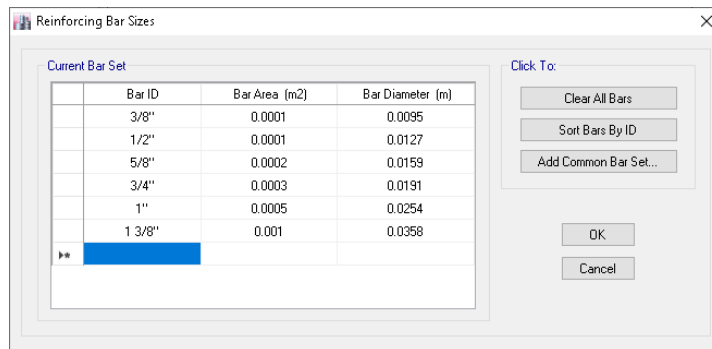 Reinforcing Bar Sizes
Current Bar Set
Bar ID Bar Area (m2) Bar Diameter (m)
3/8'' 0.0001 0.0095
1/2'' 0.0001 0.0127
5/8'' 0.0002 0.0159
3/4'' 0.0003 0.0191
1'' 0.0005 0.0254
1 3/8'' 0.001 0.0358
Click To:
Clear All Bars
Sort Bars By ID
Add Common Bar Set...
OK
Cancel